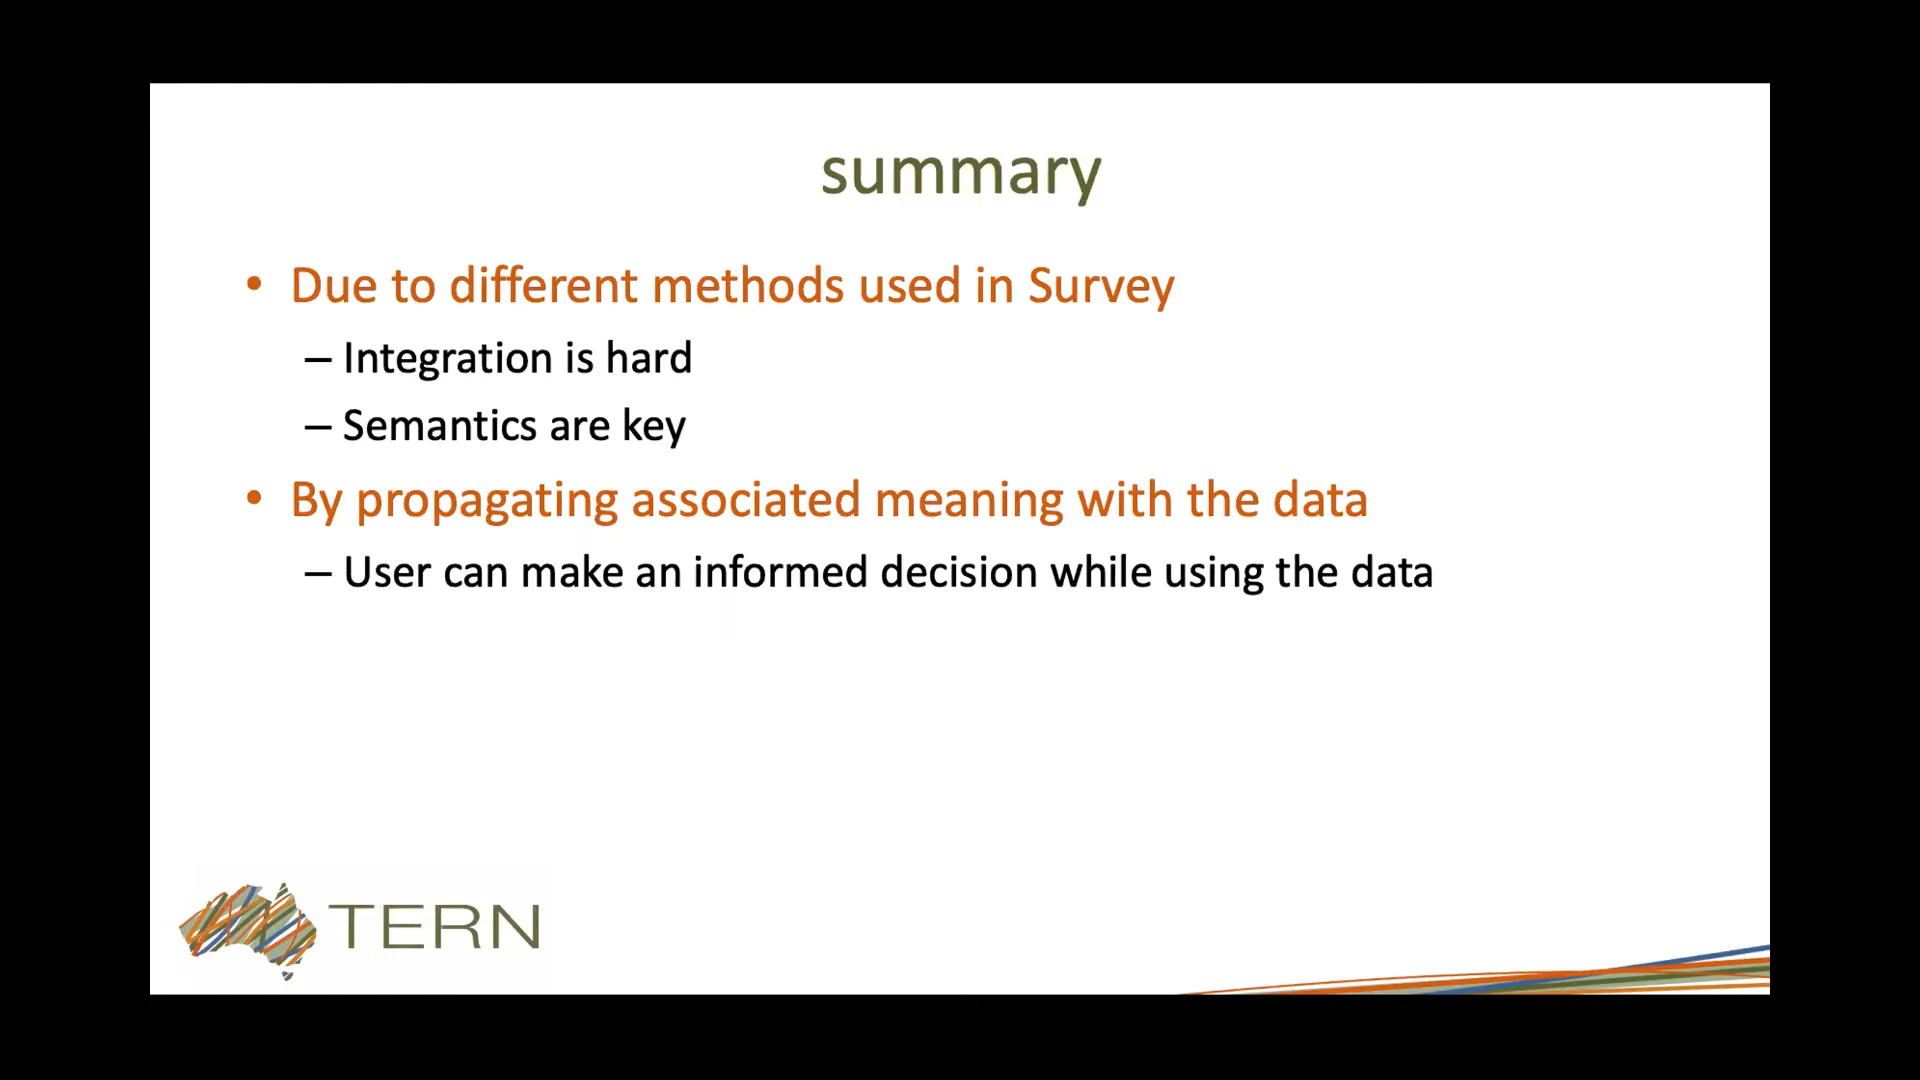 summary
• Due to different methods used in Survey
– Integration is hard
– Semantics are key
• By propagating associated meaning with the data
– User can make an informed decision while using the data
TERN